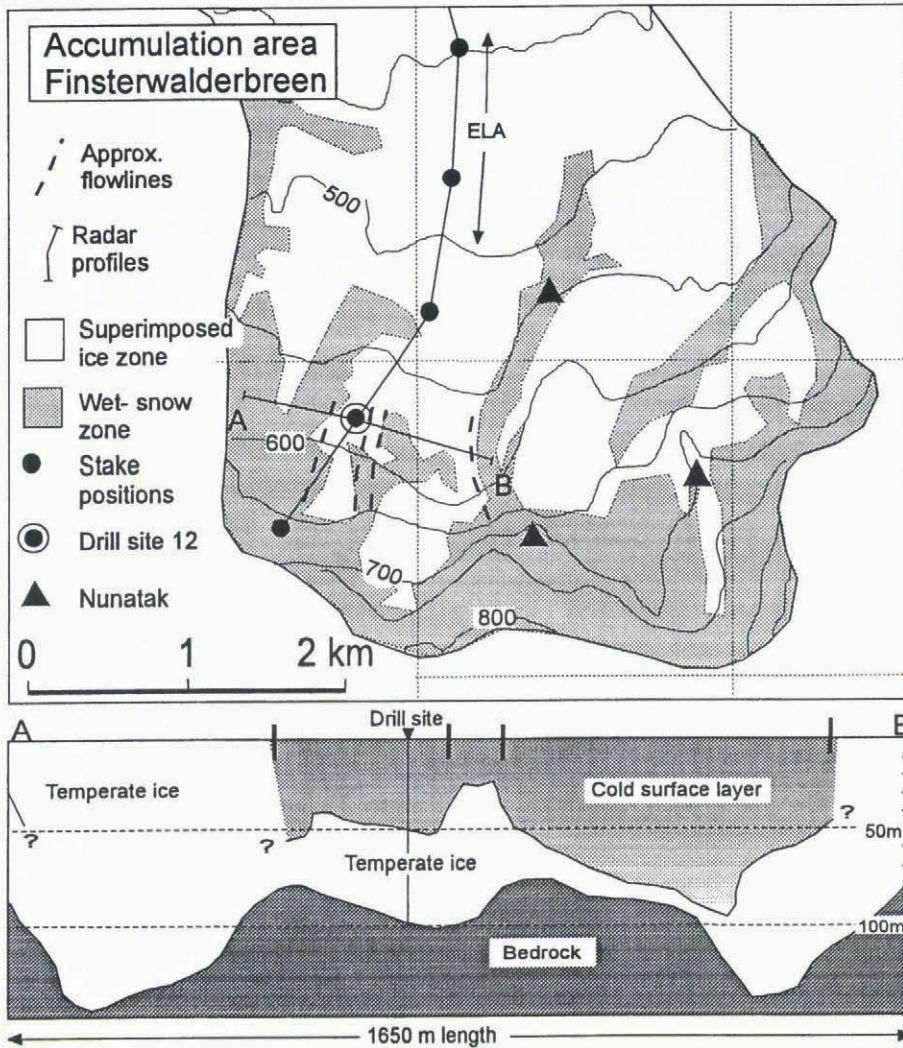 Accumulation area
Finsterwalderbreen
Approx.
flowlines
Radar
profiles
Superimposed
ice zone
Wet- snow
zone
Stake
positions
Drill site 12
Nunatak
0 1 2 km
ELA
500
A
600
B
700
800
A Drill site B
Temperate ice
Cold surface layer
? ? ?
50m
Temperate ice
100m
Bedrock
1650 m length